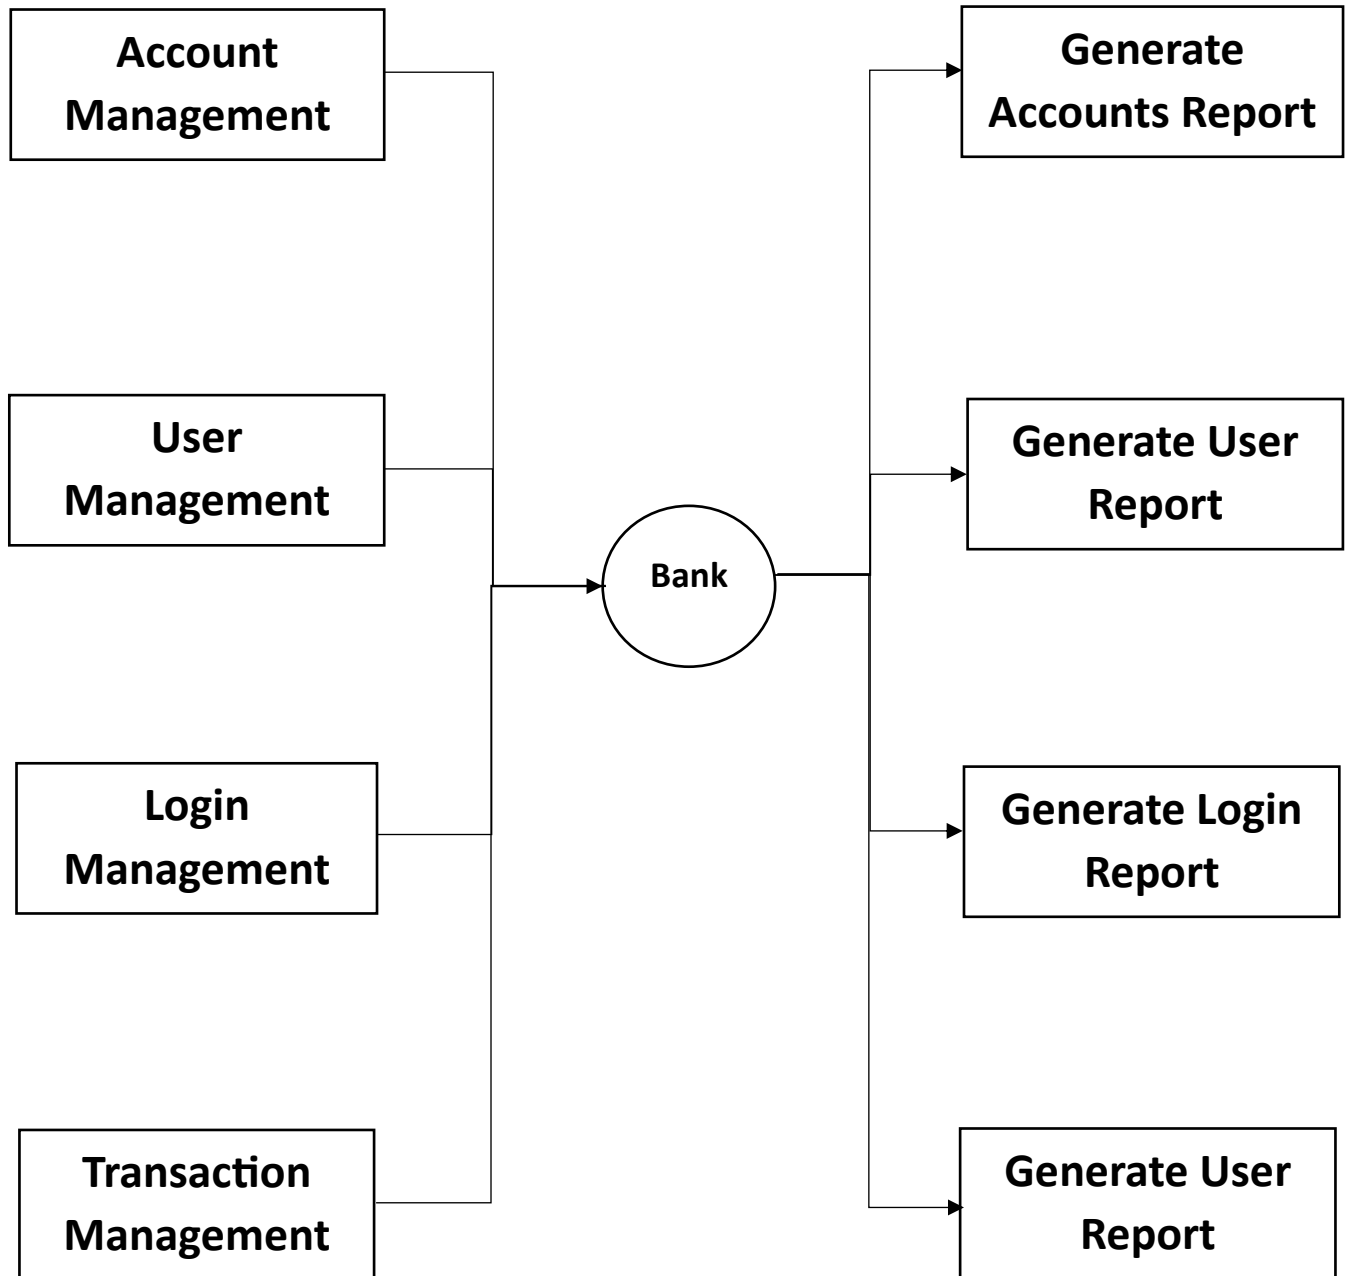 Account
Management
User
Management
Login
Management
Transaction
Management
Bank
Generate
Accounts Report
Generate User
Report
Generate Login
Report
Generate User
Report